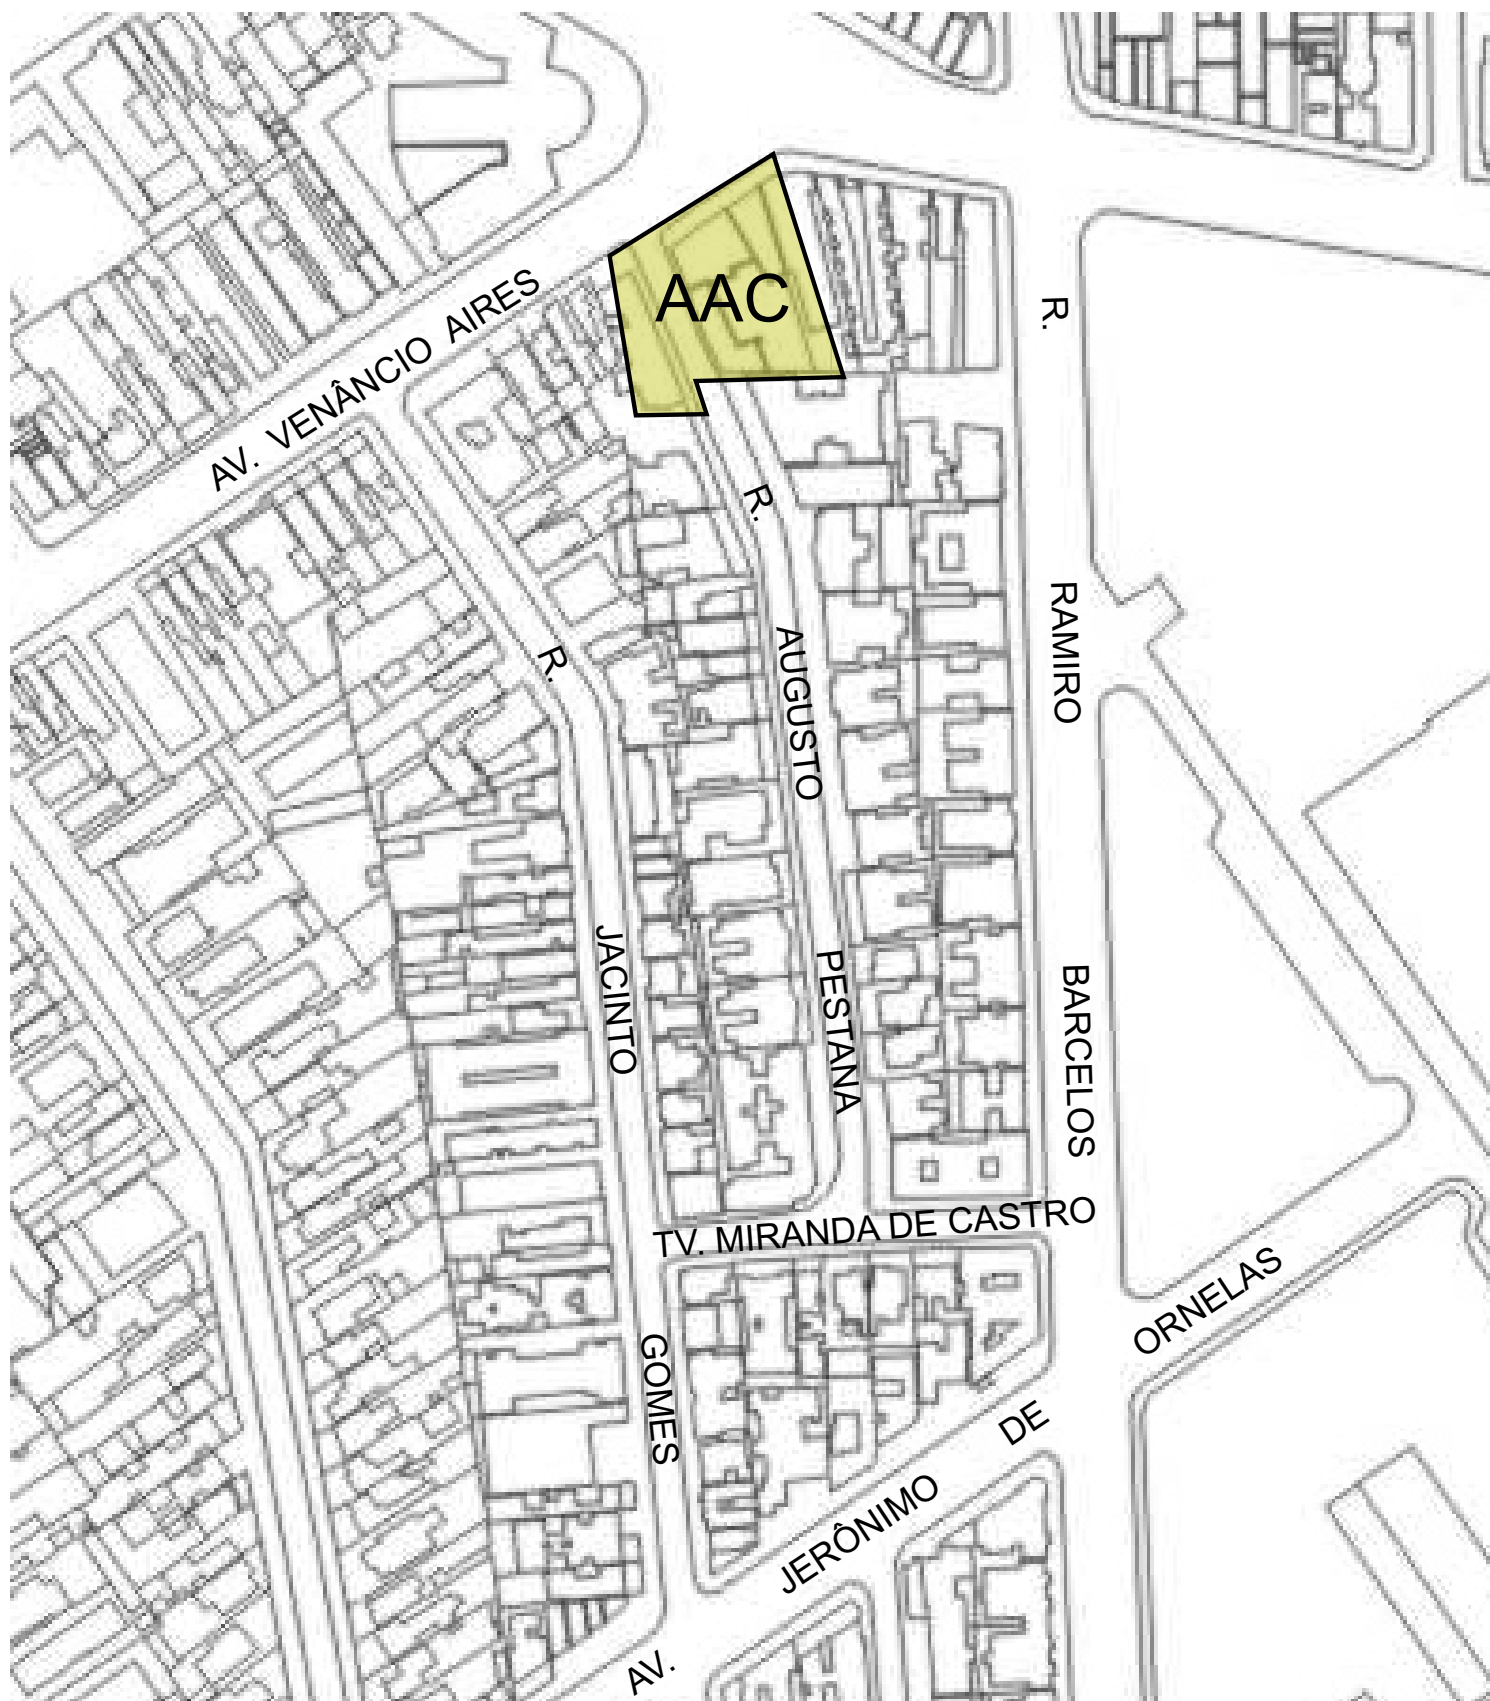 AAC
AV. VENÂNCIO AIRES
R. AUGUSTO PESTANA
R. RAMIRO BARCELOS
R. JACINTO GOMES
TV. MIRANDA DE CASTRO
AV. JERÔNIMO DE ORNELAS